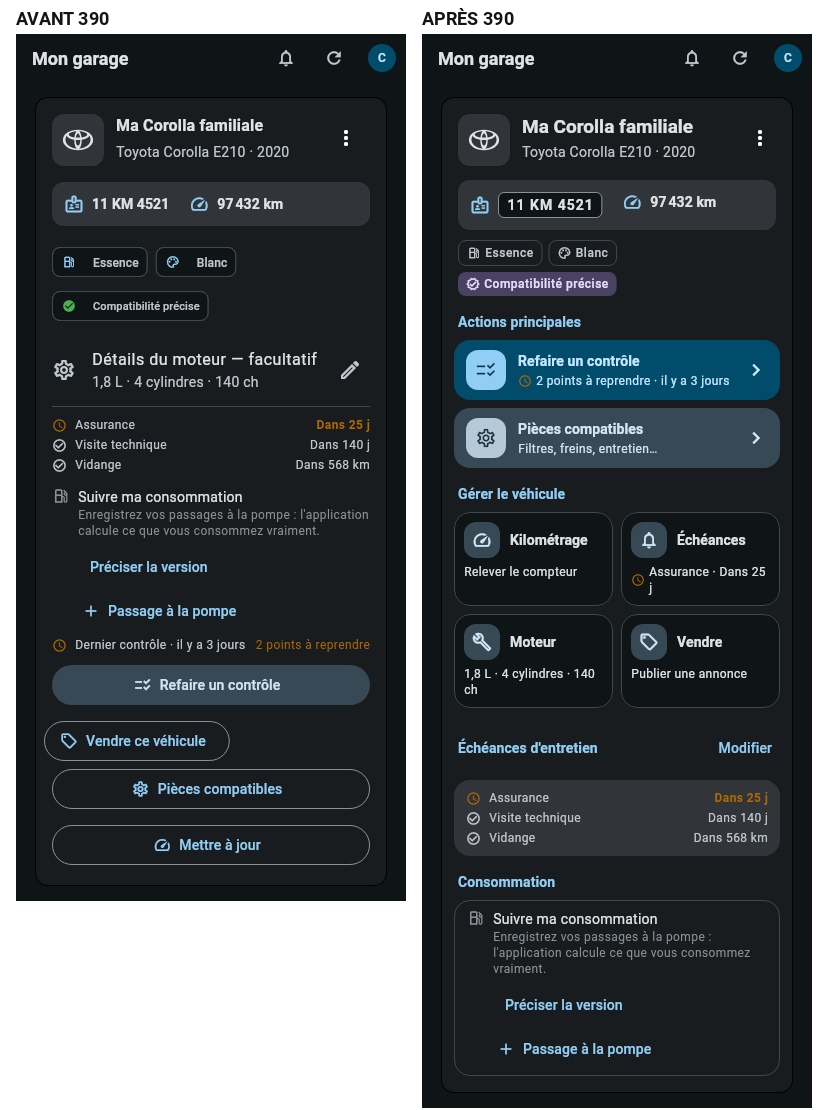 AVANT 390
Mon garage
C
Ma Corolla familiale
Toyota Corolla E210 · 2020
11 KM 4521
97 432 km
Essence
Blanc
Compatibilité précise
Détails du moteur — facultatif
1,8 L · 4 cylindres · 140 ch
Assurance
Dans 25 j
Visite technique
Dans 140 j
Vidange
Dans 568 km
Suivre ma consommation
Enregistrez vos passages à la pompe : l'application
calcule ce que vous consommez vraiment.
Préciser la version
+ Passage à la pompe
Dernier contrôle · il y a 3 jours
2 points à reprendre
Refaire un contrôle
Vendre ce véhicule
Pièces compatibles
Mettre à jour
APRÈS 390
Mon garage
C
Ma Corolla familiale
Toyota Corolla E210 · 2020
11 KM 4521
97 432 km
Essence
Blanc
Compatibilité précise
Actions principales
Refaire un contrôle
2 points à reprendre · il y a 3 jours
Pièces compatibles
Filtres, freins, entretien…
Gérer le véhicule
Kilométrage
Relever le compteur
Échéances
Assurance · Dans 25
j
Moteur
1,8 L · 4 cylindres · 140
ch
Vendre
Publier une annonce
Échéances d'entretien
Modifier
Assurance
Dans 25 j
Visite technique
Dans 140 j
Vidange
Dans 568 km
Consommation
Suivre ma consommation
Enregistrez vos passages à la pompe :
l'application calcule ce que vous consommez
vraiment.
Préciser la version
+ Passage à la pompe